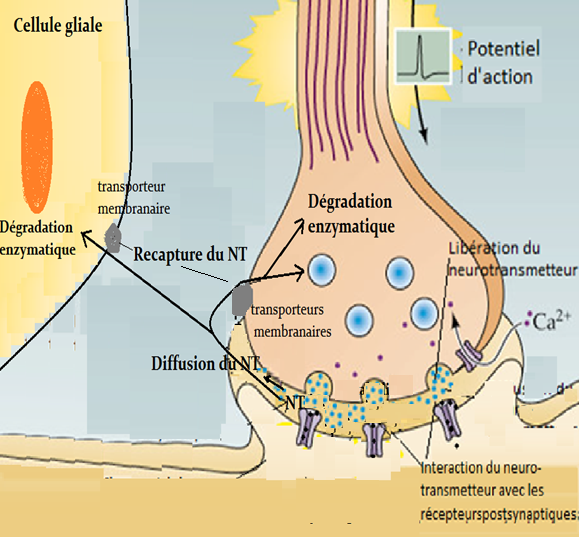 Cellule gliale
Potentiel
d'action
transporteur
membranaire
Dégradation
enzymatique
Dégradation
enzymatique
Recapture du NT
Libération du
neurotransmetteur
transporteurs
membranaires
Ca2+
Diffusion du NT
NT
Interaction du neuro-
transmetteur avec les
récepteurspostsynaptiques